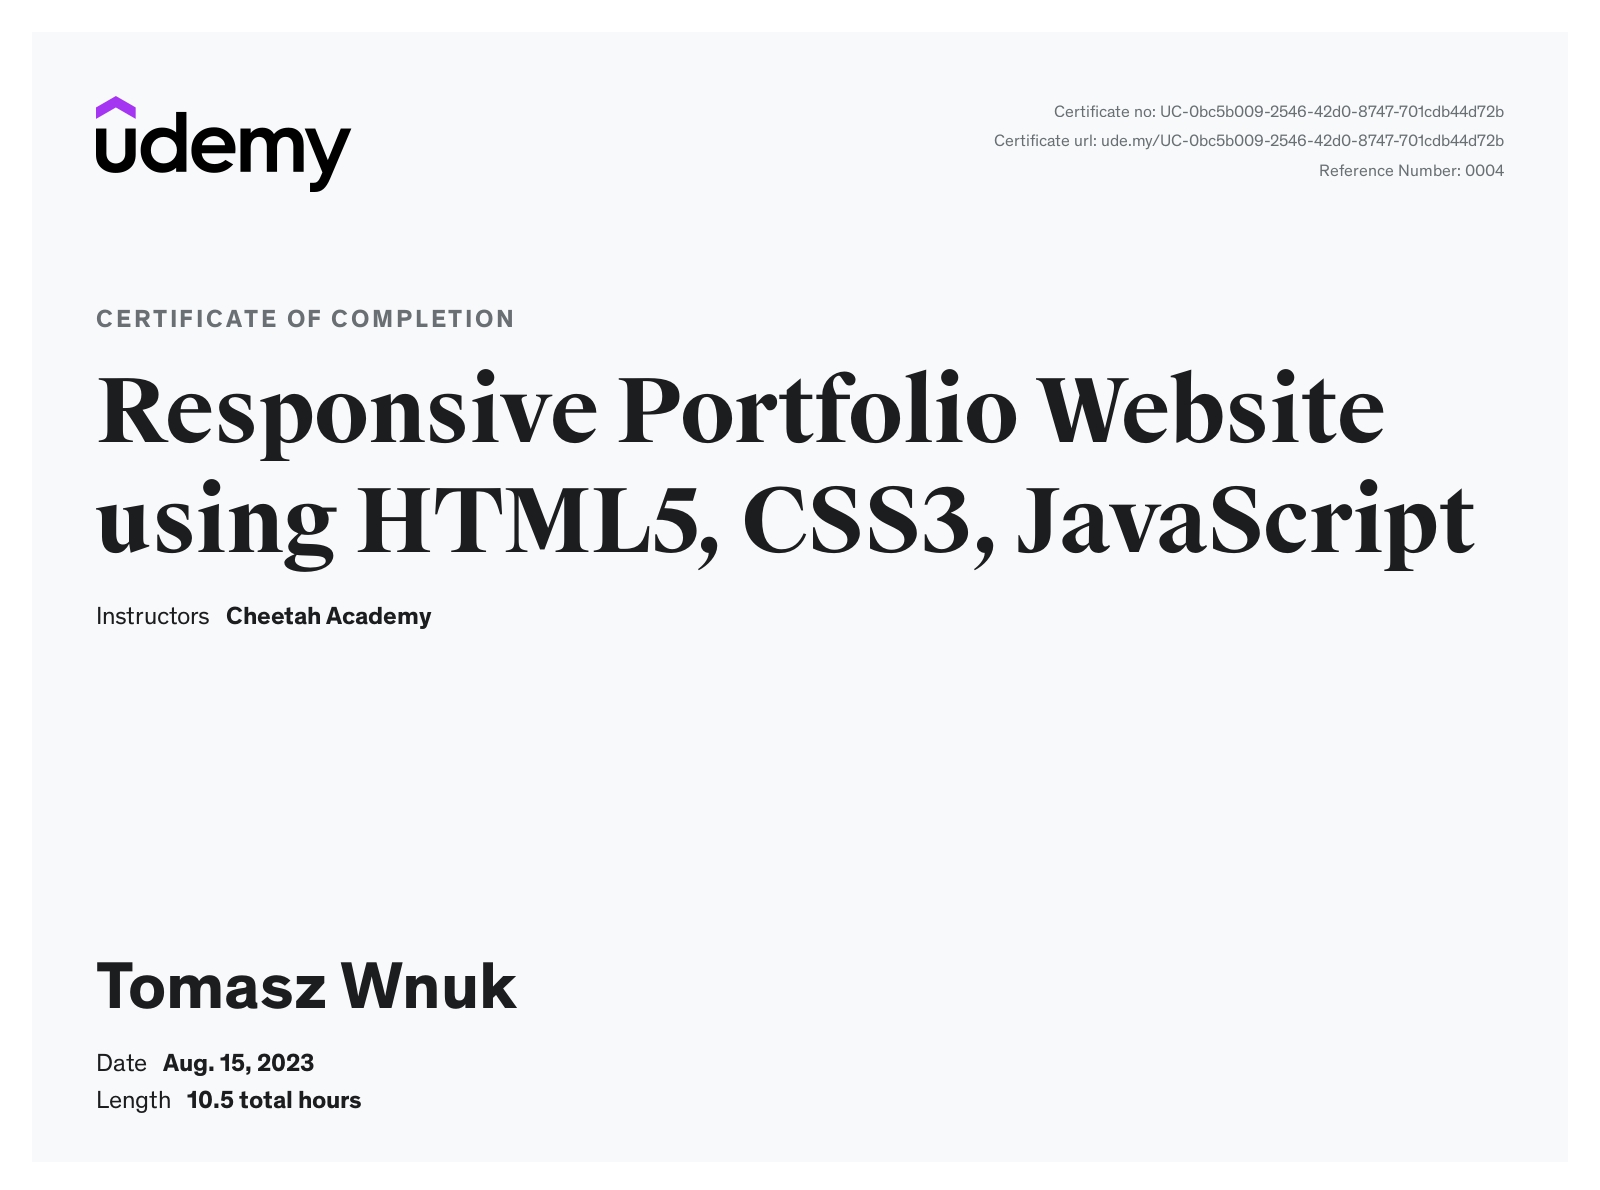 udemy
Certificate no: UC-0bc5b009-2546-42d0-8747-701cdb44d72b
Certificate url: ude.my/UC-0bc5b009-2546-42d0-8747-701cdb44d72b
Reference Number: 0004
CERTIFICATE OF COMPLETION
Responsive Portfolio Website
using HTML5, CSS3, JavaScript
Instructors Cheetah Academy
Tomasz Wnuk
Date Aug. 15, 2023
Length 10.5 total hours